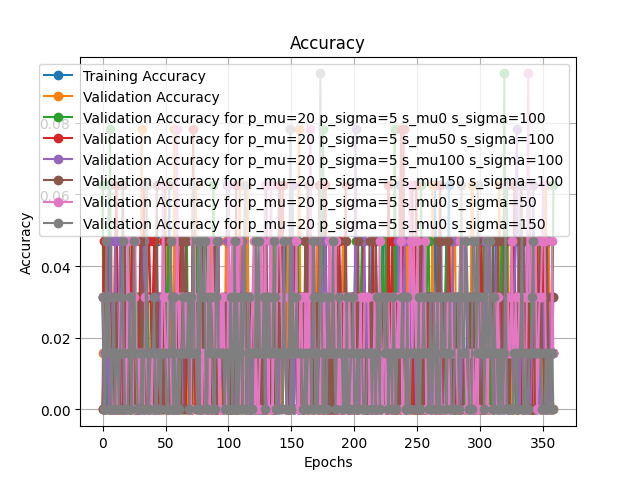 Accuracy
Training Accuracy
Validation Accuracy
Validation Accuracy for p_mu=20 p_sigma=5 s_mu0 s_sigma=100
Validation Accuracy for p_mu=20 p_sigma=5 s_mu50 s_sigma=100
Validation Accuracy for p_mu=20 p_sigma=5 s_mu100 s_sigma=100
Validation Accuracy for p_mu=20 p_sigma=5 s_mu150 s_sigma=100
Validation Accuracy for p_mu=20 p_sigma=5 s_mu0 s_sigma=50
Validation Accuracy for p_mu=20 p_sigma=5 s_mu0 s_sigma=150
0.08
0.06
0.04
0.02
0.00
Accuracy
0 50 100 150 200 250 300 350
Epochs